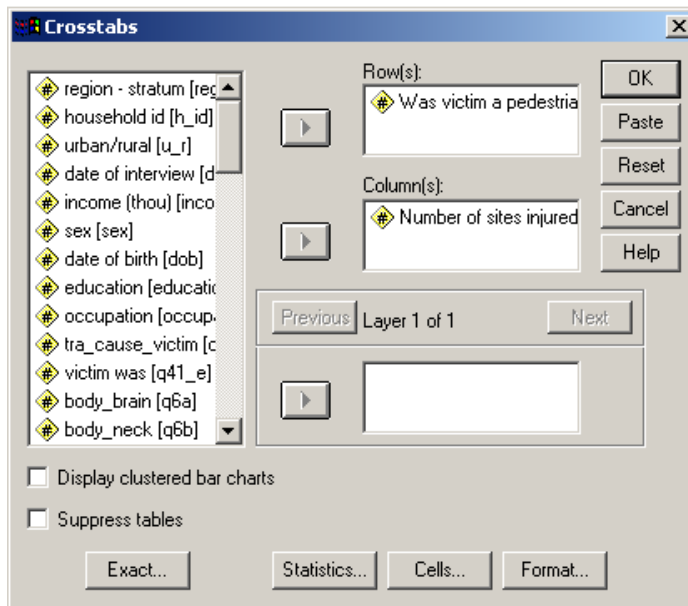 Crosstabs
region - stratum [reg
household id [h_id]
urban/rural [u_r]
date of interview [d
income (thou) [inco
sex [sex]
date of birth [dob]
education [educatio
occupation [occupa
tra_cause_victim [c
victim was [q41_e]
body_brain [q6a]
body_neck [q6b]
Row(s):
Was victim a pedestria
Column(s):
Number of sites injured
OK
Paste
Reset
Cancel
Help
Previous Layer 1 of 1 Next
Display clustered bar charts
Suppress tables
Exact... Statistics... Cells... Format...